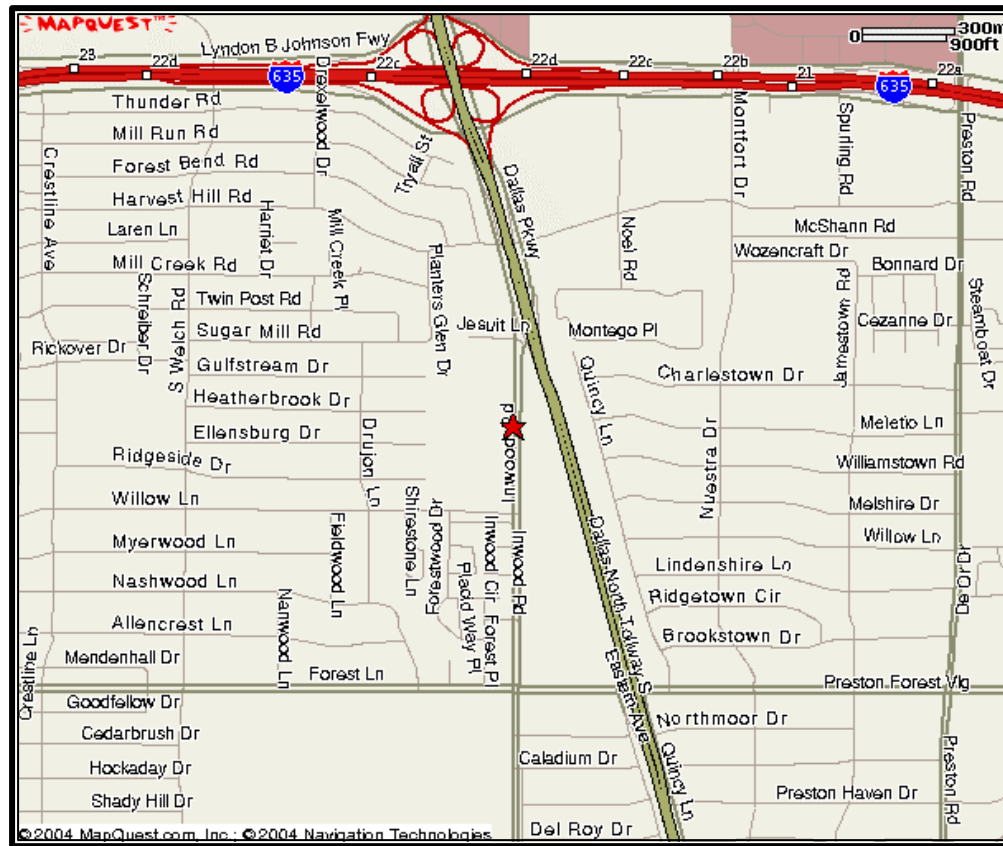 MAPQUEST™
Lyndon B Johnson Fwy
0
300m
900ft
23
22d
635
22c
22d
22c
22b
21
635
22a
Thunder Rd
Mill Run Rd
Forest Bend Rd
Harvest Hill Rd
Laren Ln
Mill Creek Rd
Crestline Ave
Drexelwood Dr
Tryall St
Dallas Pkwy
Montfort Dr
Spurling Rd
Preston Rd
McShann Rd
Wozencraft Dr
Bonnard Dr
Noel Rd
Harriet Dr
Mill Creek Pl
Planters Glen Dr
Schreiber Dr
S Welch Rd
Twin Post Rd
Sugar Mill Rd
Rickover Dr
Jesuit Ln
Montego Pl
Cezanne Dr
Jamestown Rd
Steamboat Dr
Gulfstream Dr
Heatherbrook Dr
Ellensburg Dr
Ridgeside Dr
Quincy Ln
Charlestown Dr
Meletio Ln
Williamstown Rd
Nuestra Dr
Drujon Ln
Inwood Rd
Willow Ln
Melshire Dr
Willow Ln
Myerwood Ln
Nashwood Ln
Allencrest Ln
Fieldwood Ln
Shirestone Ln
Forestwood Dr
Placid Way Pl
Inwood Cir
Forest Pl
Inwood Rd
Dallas North Tollway S
Lindenshire Ln
Ridgetown Cir
Brookstown Dr
Nanwood Ln
Crestline Ln
Mendenhall Dr
Forest Ln
Preston Forest Vlg
Goodfellow Dr
Cedarbrush Dr
Hockaday Dr
Shady Hill Dr
Eastern Ave
Northmoor Dr
Caladium Dr
Quincy Ln
Preston Haven Dr
Preston Rd
Del Roy Dr
©2004 MapQuest.com, Inc.; ©2004 Navigation Technologies